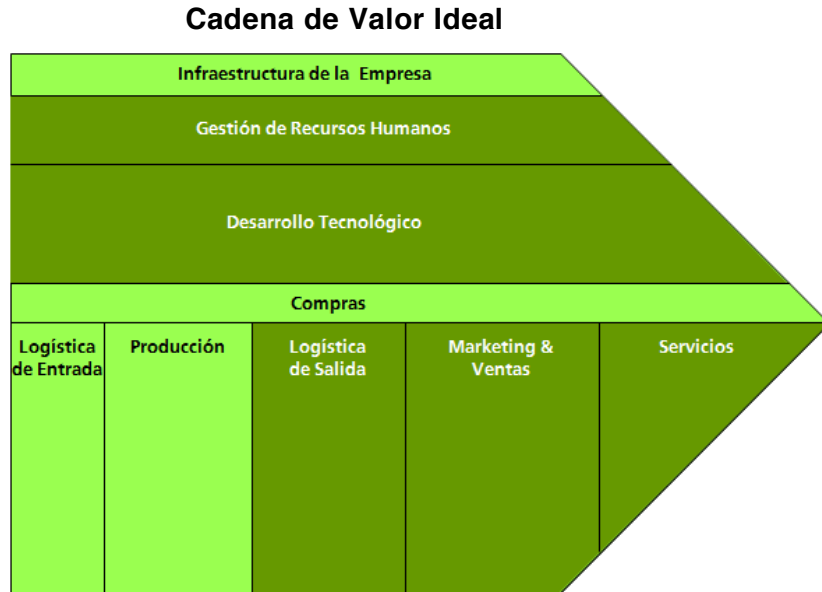 Cadena de Valor Ideal
Infraestructura de la Empresa
Gestión de Recursos Humanos
Desarrollo Tecnológico
Compras
Logística
de Entrada
Producción
Logística
de Salida
Marketing &
Ventas
Servicios